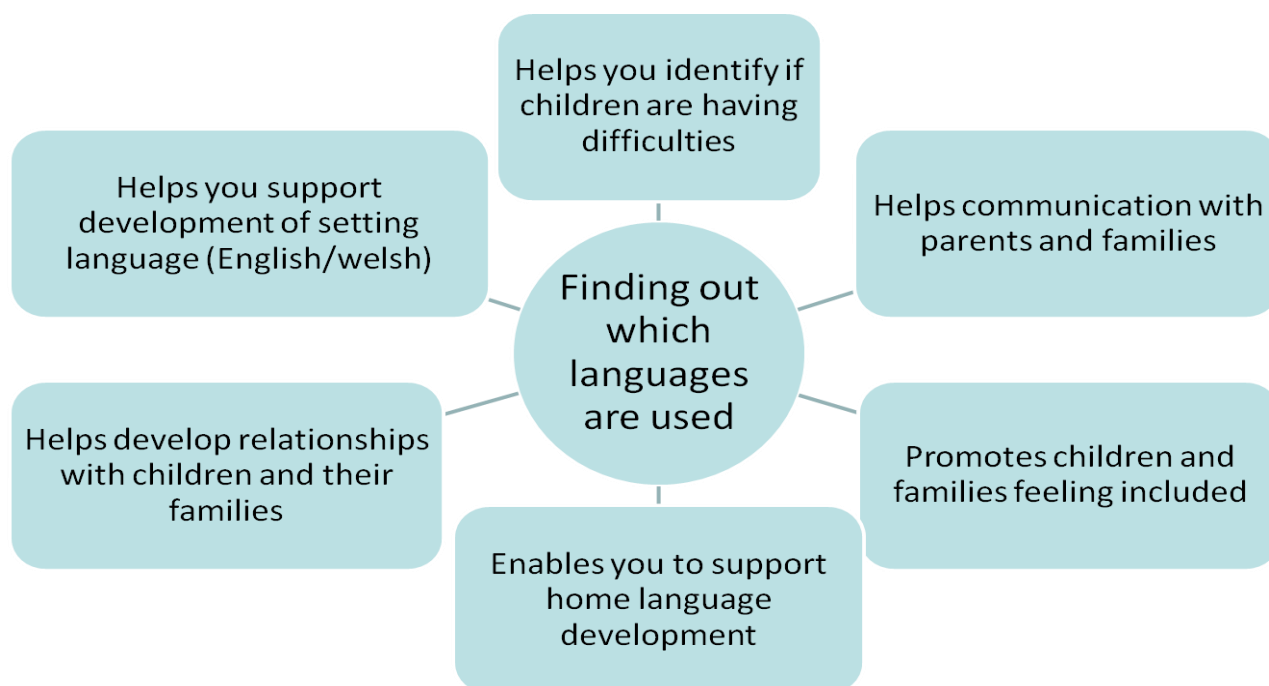 Helps you identify if
children are having
difficulties
Helps you support
development of setting
language (English/welsh)
Helps communication with
parents and families
Finding out
which
languages
are used
Helps develop relationships
with children and their
families
Promotes children and
families feeling included
Enables you to support
home language
development